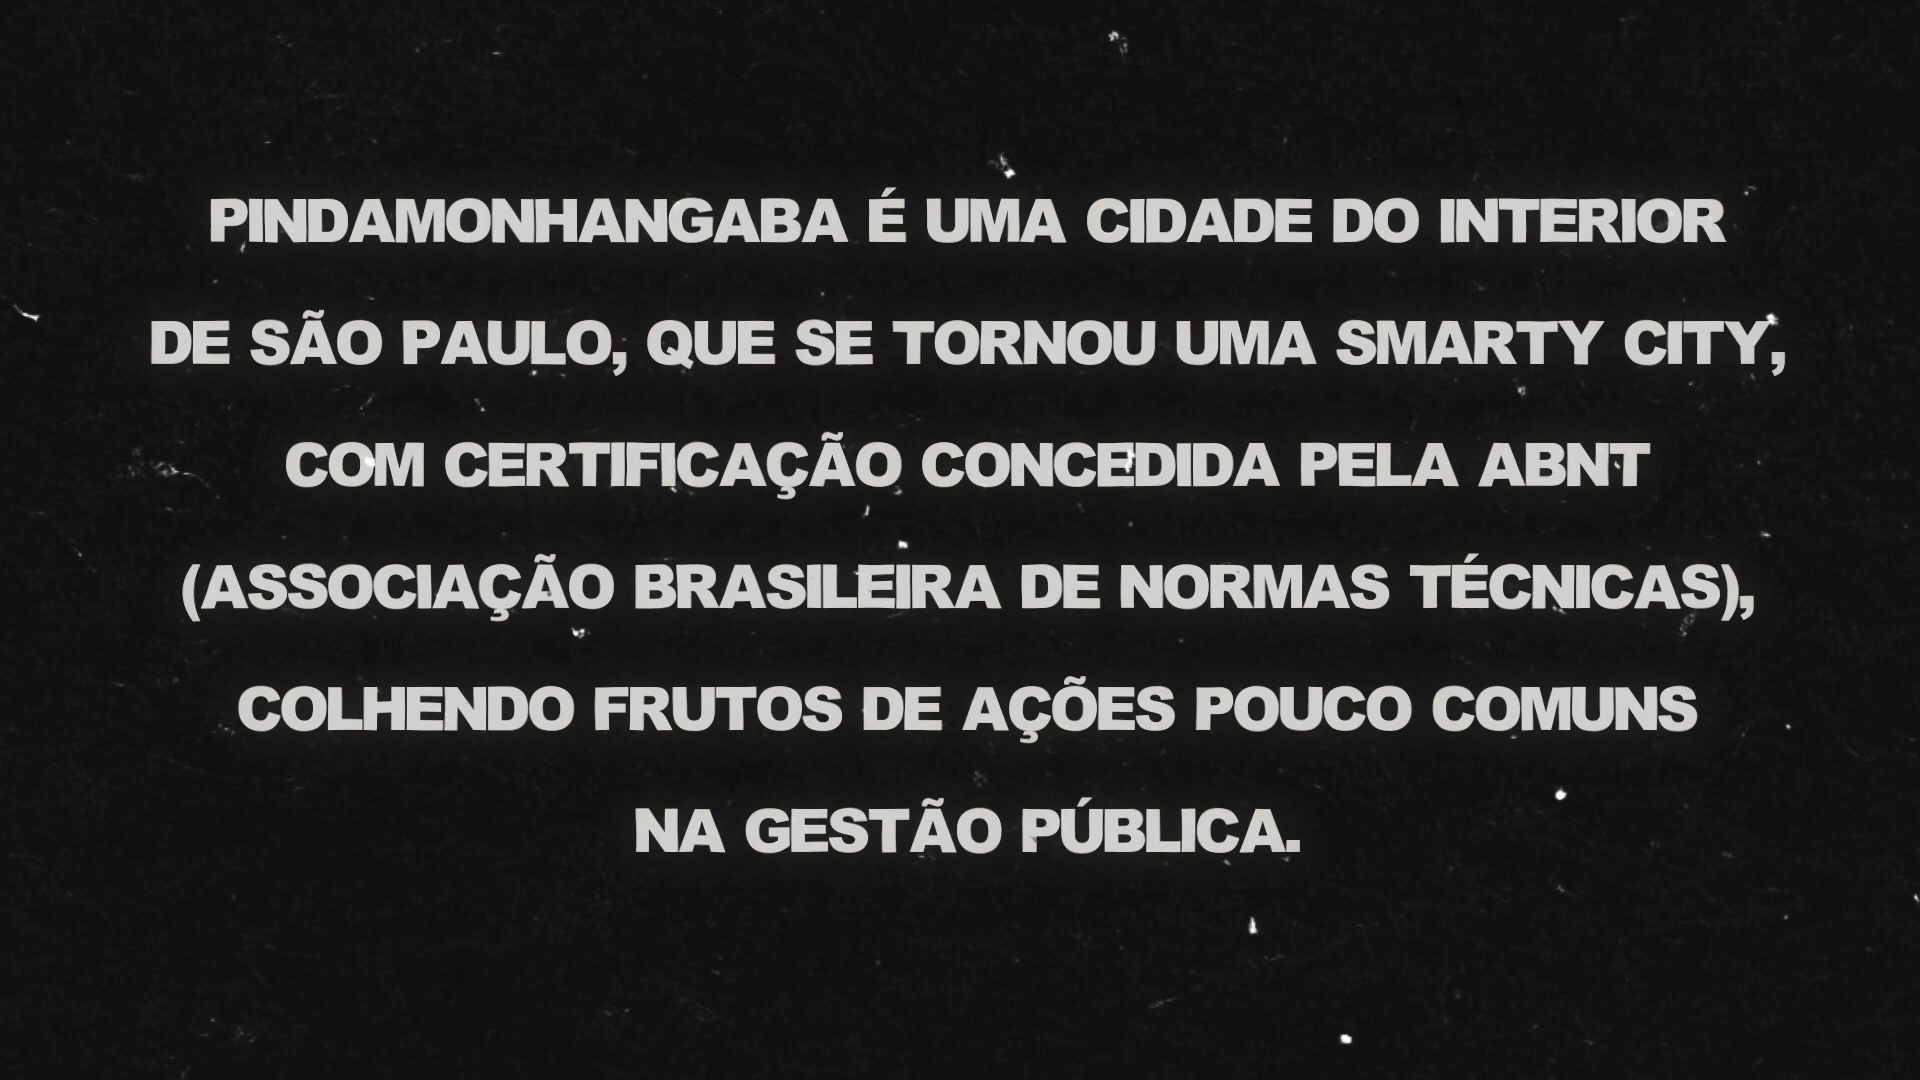 PINDAMONHANGABA É UMA CIDADE DO INTERIOR
DE SÃO PAULO, QUE SE TORNOU UMA SMARTY CITY,
COM CERTIFICAÇÃO CONCEDIDA PELA ABNT
(ASSOCIAÇÃO BRASILEIRA DE NORMAS TÉCNICAS),
COLHENDO FRUTOS DE AÇÕES POUCO COMUNS
NA GESTÃO PÚBLICA.